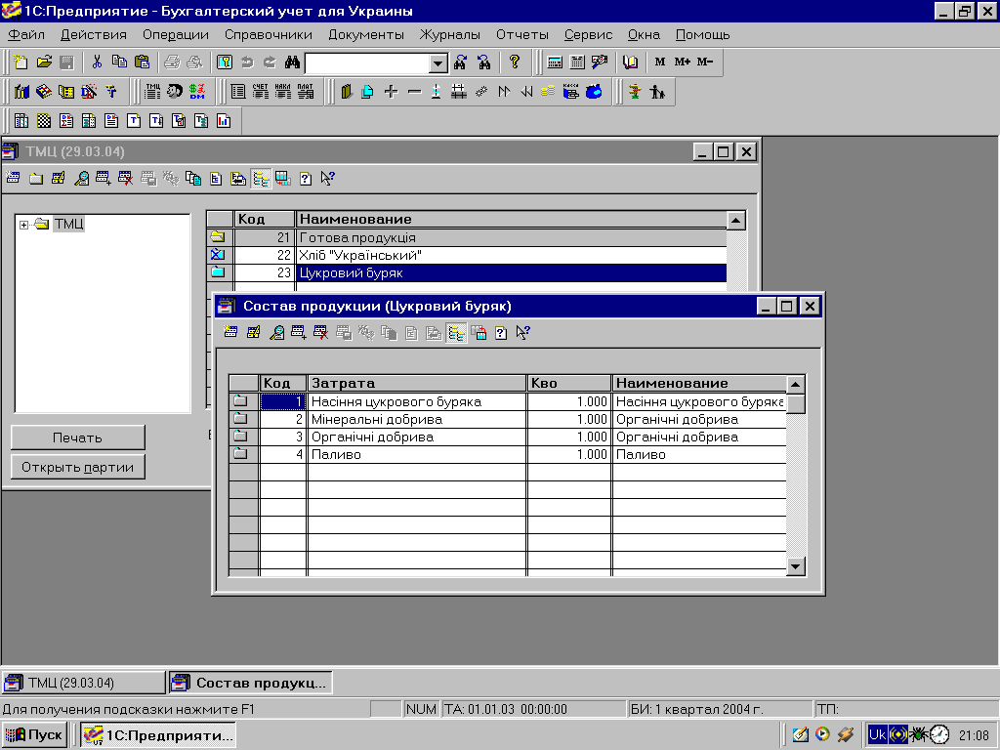 1С:Предприятие - Бухгалтерский учет для Украины
Файл Действия Операции Справочники Документы Журналы Отчеты Сервис Окна Помощь
M M+ M-
ТМЦ (29.03.04)
ТМЦ
Код Наименование
21 Готова продукція
22 Хліб "Український"
23 Цукровий буряк
Состав продукции (Цукровий буряк)
Код Затрата Кво Наименование
1 Насіння цукрового буряка 1.000 Насіння цукрового буряка
2 Мінеральні добрива 1.000 Органічні добрива
3 Органічні добрива 1.000 Органічні добрива
4 Паливо 1.000 Паливо
Печать
Открыть партии
ТМЦ (29.03.04) Состав продукц...
Для получения подсказки нажмите F1 NUM ТА: 01.01.03 00:00:00 БИ: 1 квартал 2004 г. ТП:
Пуск 1С:Предприяти... Uk 21:08